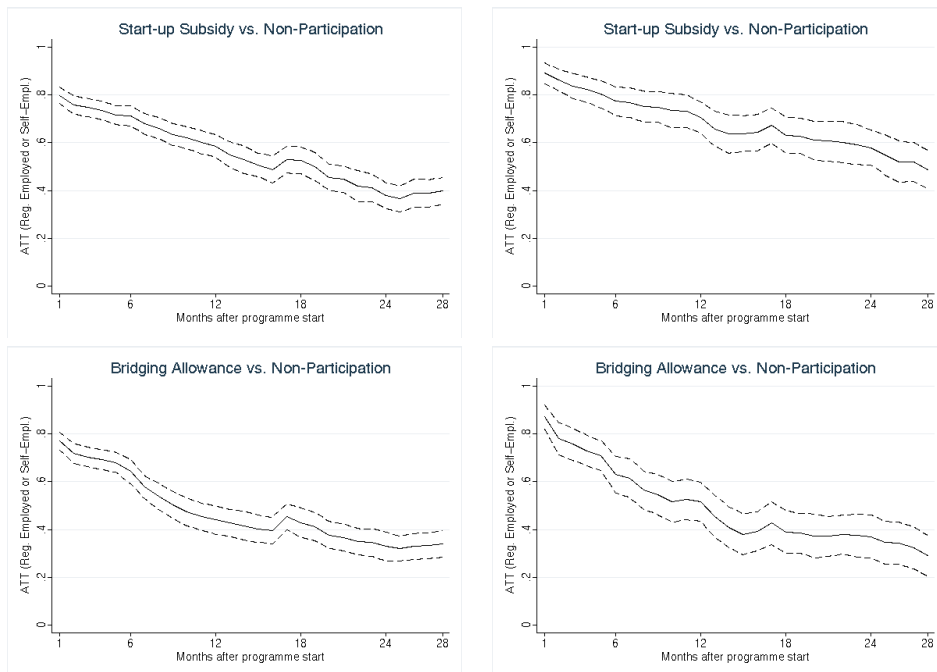 Start-up Subsidy vs. Non-Participation
ATT (Reg. Employed or Self-Empl.)
1
.8
.6
.4
.2
0
1 6 12 18 24 28
Months after programme start
Start-up Subsidy vs. Non-Participation
ATT (Reg. Employed or Self-Empl.)
1
.8
.6
.4
.2
0
1 6 12 18 24 28
Months after programme start
Bridging Allowance vs. Non-Participation
ATT (Reg. Employed or Self-Empl.)
1
.8
.6
.4
.2
0
1 6 12 18 24 28
Months after programme start
Bridging Allowance vs. Non-Participation
ATT (Reg. Employed or Self-Empl.)
1
.8
.6
.4
.2
0
1 6 12 18 24 28
Months after programme start